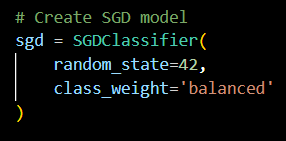 # Create SGD model
sgd = SGDClassifier(
    random_state=42,
    class_weight='balanced'
)